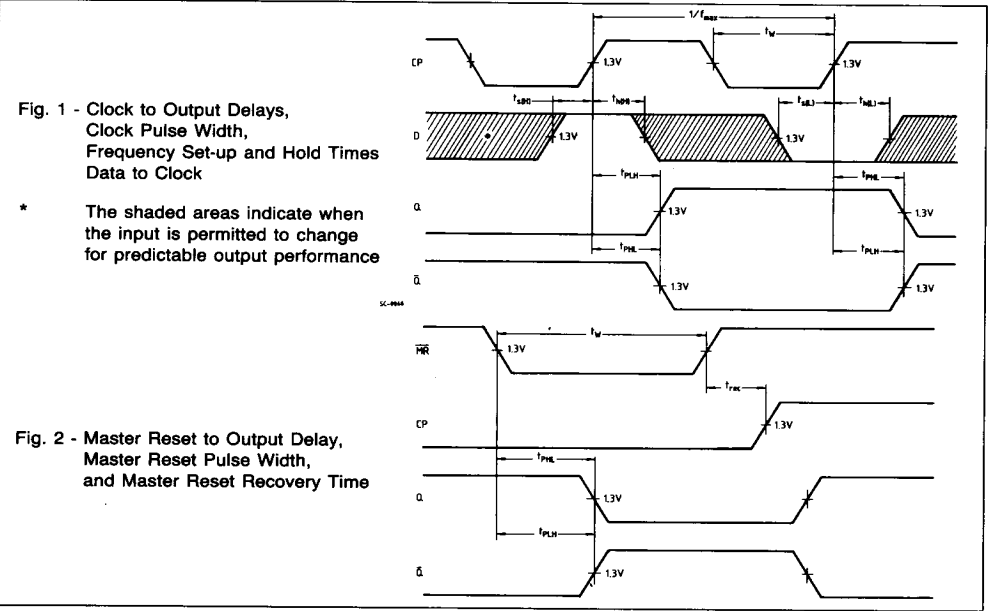 Fig. 1 - Clock to Output Delays,
Clock Pulse Width,
Frequency Set-up and Hold Times
Data to Clock
* The shaded areas indicate when
the input is permitted to change
for predictable output performance
1/fmax
tW
CP
1.3V
1.3V
ts(H)
th(H)
ts(L)
th(L)
D
*
1.3V
1.3V
tPLH
tPHL
Q
1.3V
1.3V
tPHL
tPLH
Q̄
1.3V
1.3V
SC-0068
Fig. 2 - Master Reset to Output Delay,
Master Reset Pulse Width,
and Master Reset Recovery Time
tW
M̄R̄
1.3V
trec
CP
1.3V
tPHL
Q
1.3V
tPLH
Q̄
1.3V